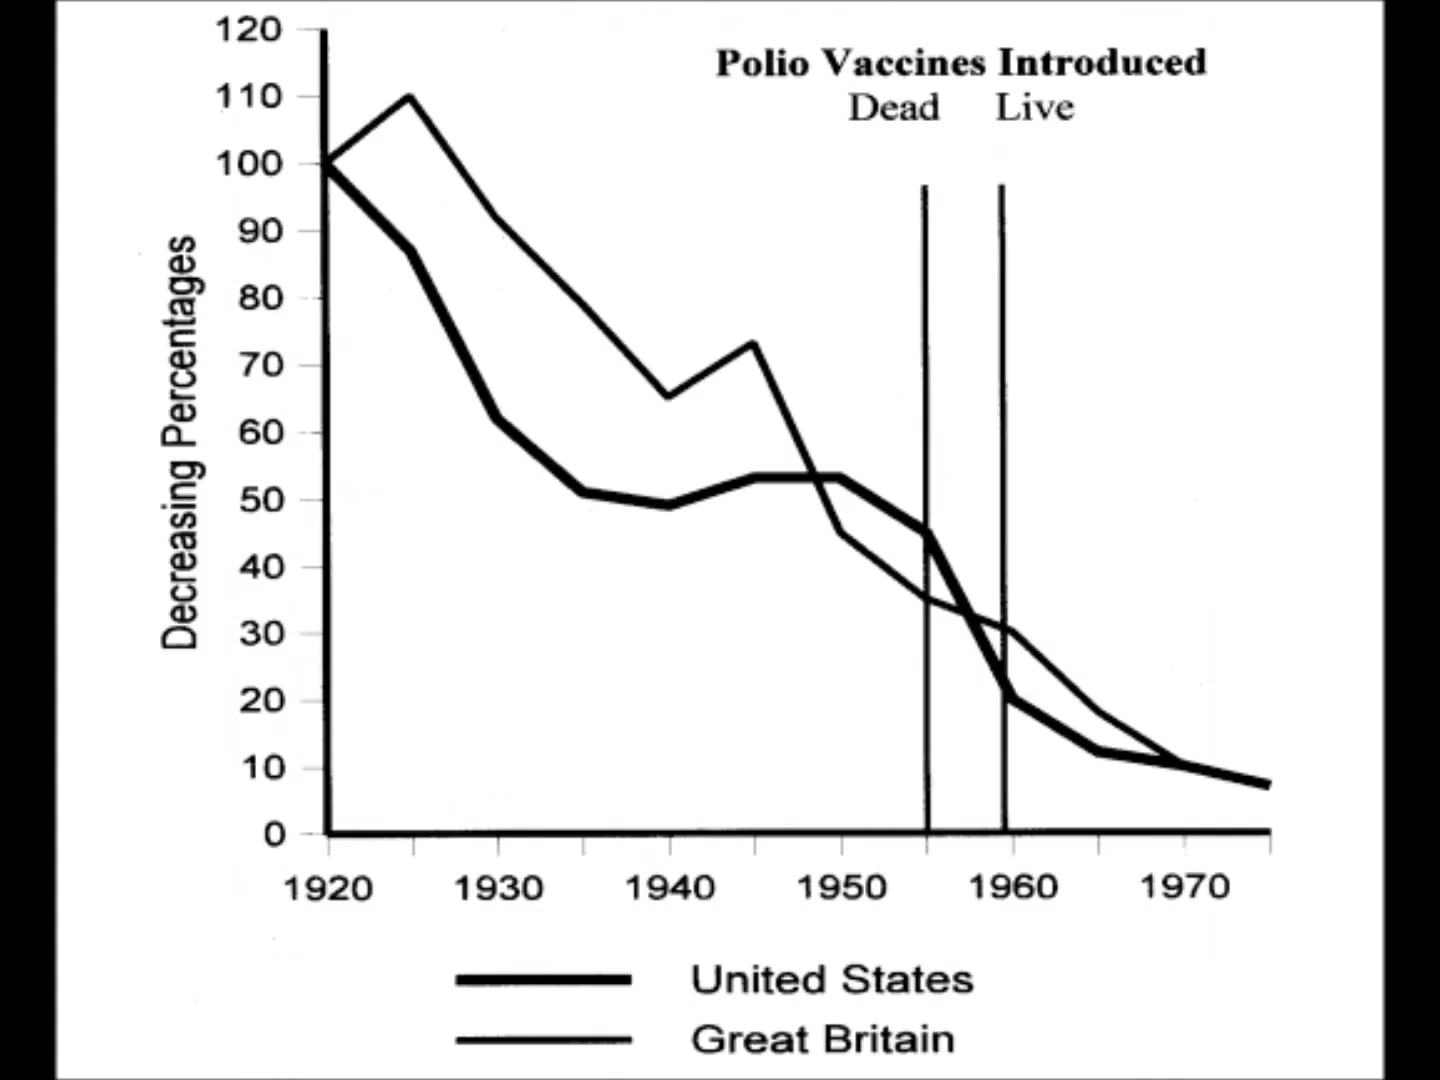 Polio Vaccines Introduced
Dead Live
Decreasing Percentages
120
110
100
90
80
70
60
50
40
30
20
10
0
1920 1930 1940 1950 1960 1970
United States
Great Britain